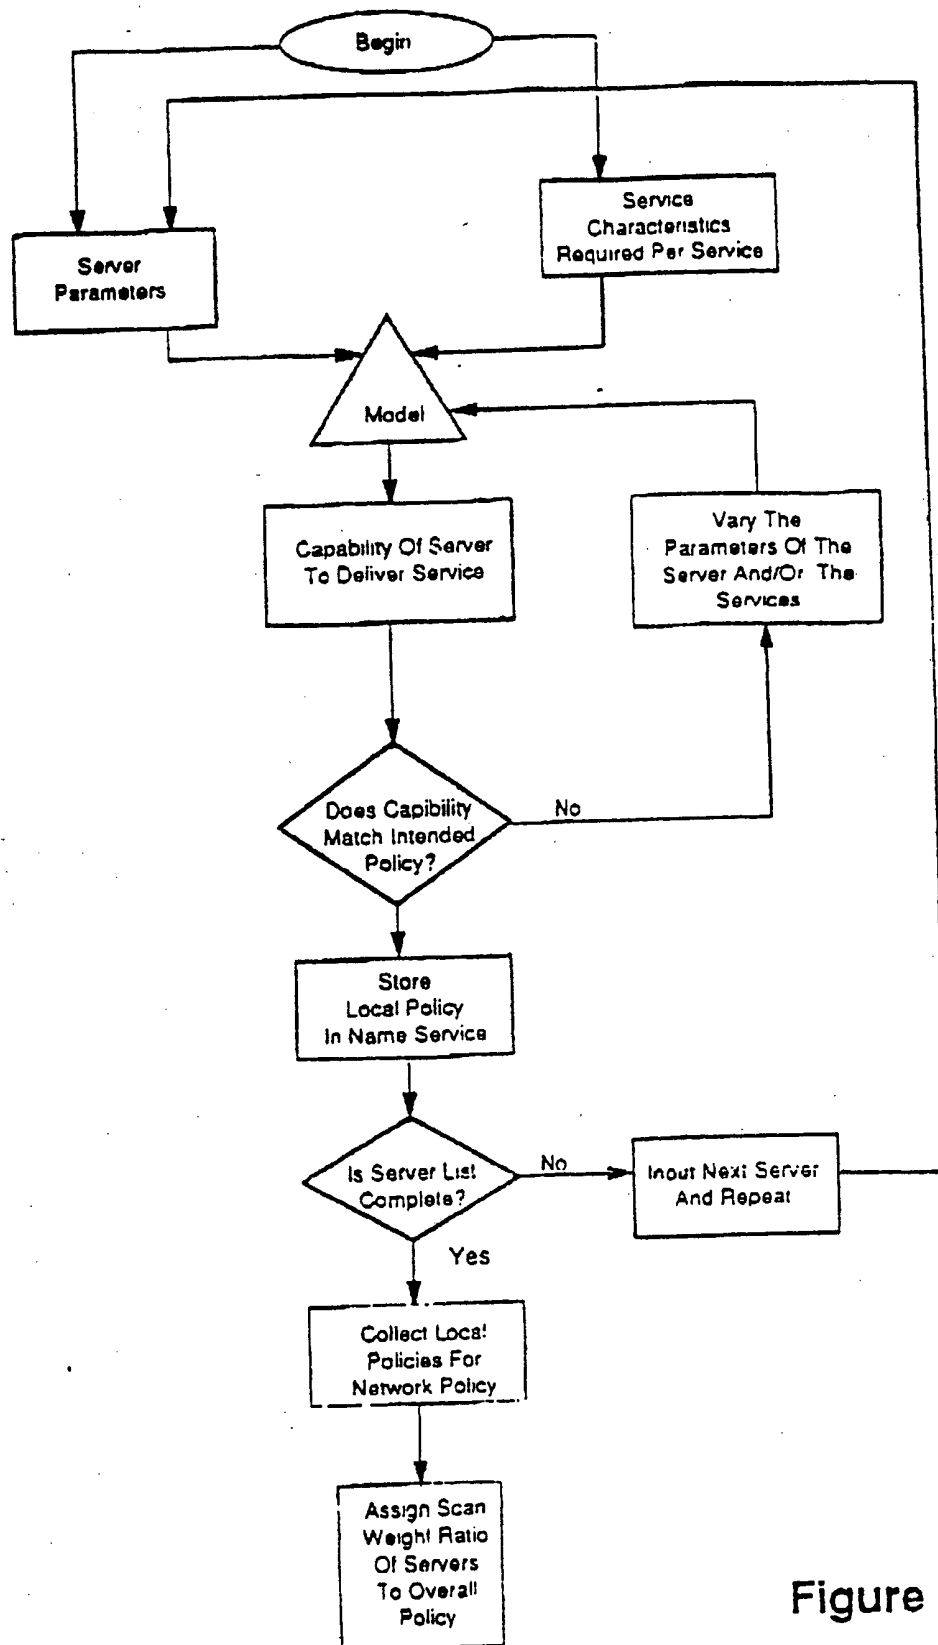 Begin
Service
Characteristics
Required Per Service
Server
Parameters
Model
Capability Of Server
To Deliver Service
Vary The
Parameters Of The
Server And/Or The
Services
Does Capibility
Match Intended
Policy?
No
Store
Local Policy
In Name Service
Is Server List
Complete?
No
Inout Next Server
And Repeat
Yes
Collect Local
Policies For
Network Policy
Assign Scan
Weight Ratio
Of Servers
To Overall
Policy
Figure